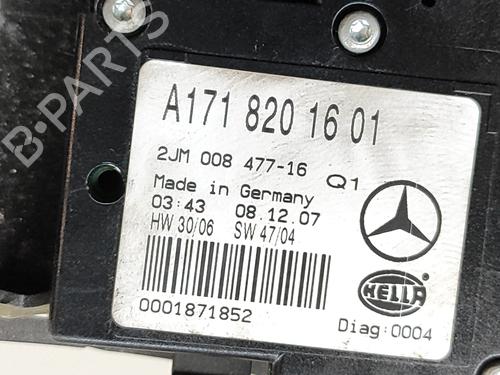 A171 820 16 01
2JM 008 477-16 Q1
Made in Germany
03:43 08.12.07
HW 30/06 SW 47/04
0001871852
HELLA
Diag:0004
B-PARTS